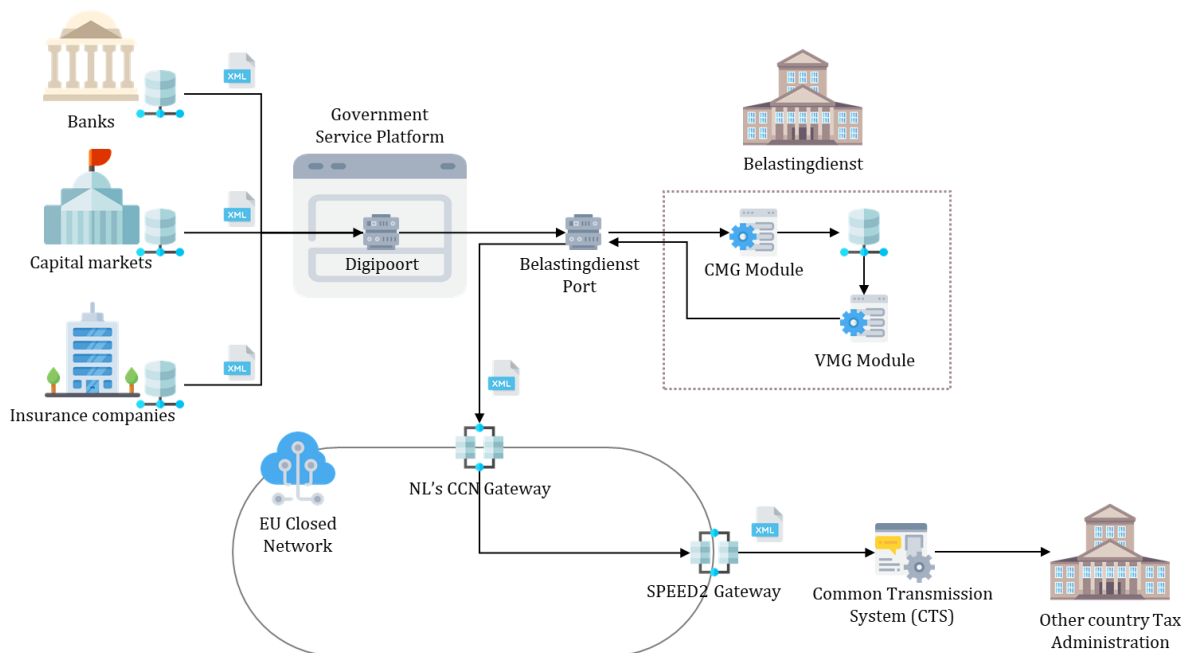 XML
Banks
Government
Service Platform
Belastingdienst
XML
Capital markets
Digipoort
Belastingdienst
Port
CMG Module
VMG Module
XML
Insurance companies
XML
NL's CCN Gateway
EU Closed
Network
XML
SPEED2 Gateway
Common Transmission
System (CTS)
Other country Tax
Administration